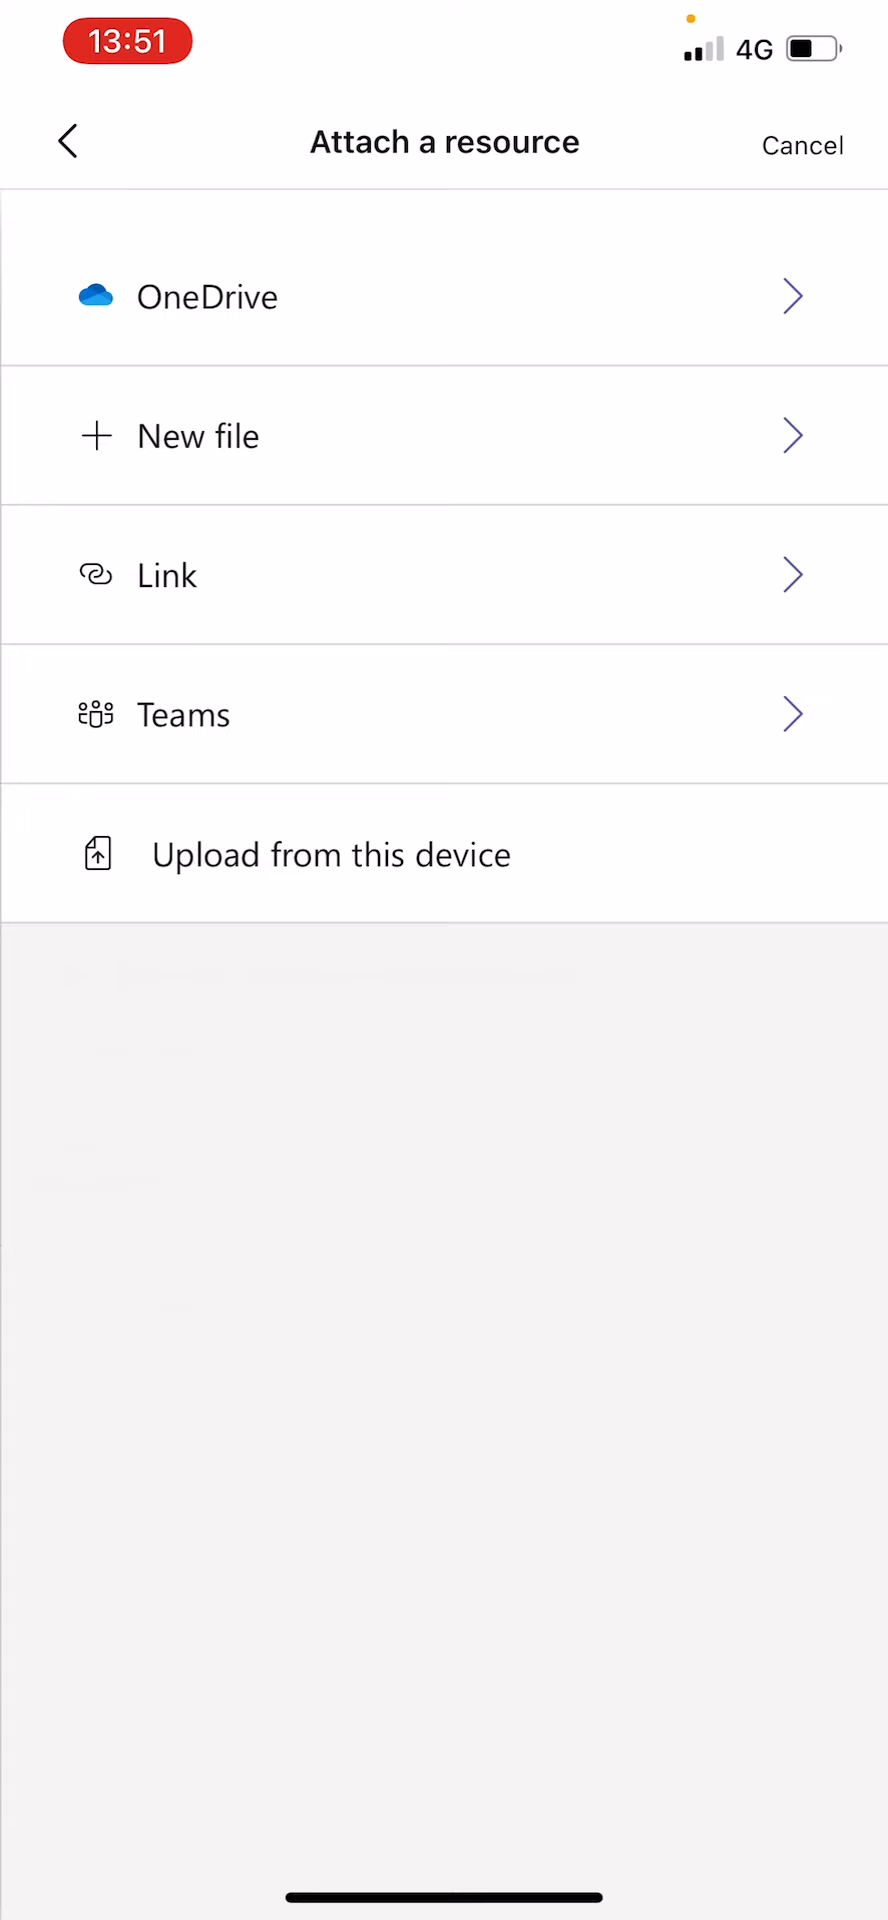 13:51
4G
Attach a resource
Cancel
OneDrive
New file
Link
Teams
Upload from this device